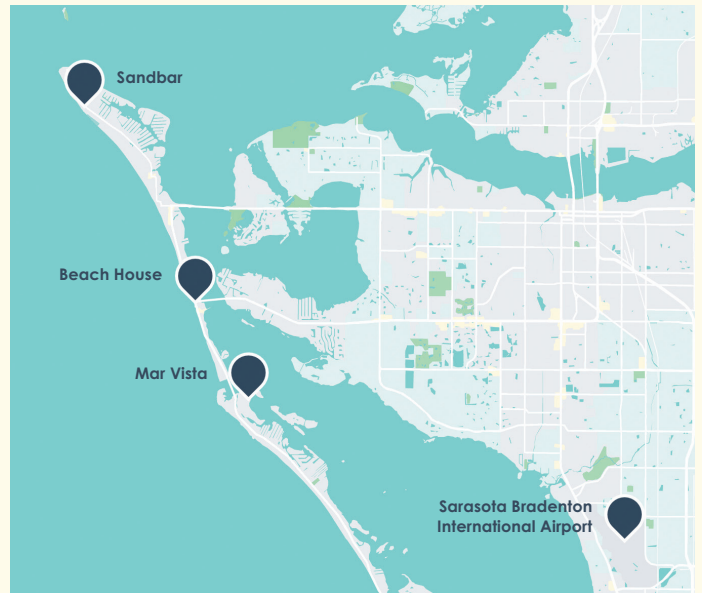 Sandbar
Beach House
Mar Vista
Sarasota Bradenton
International Airport